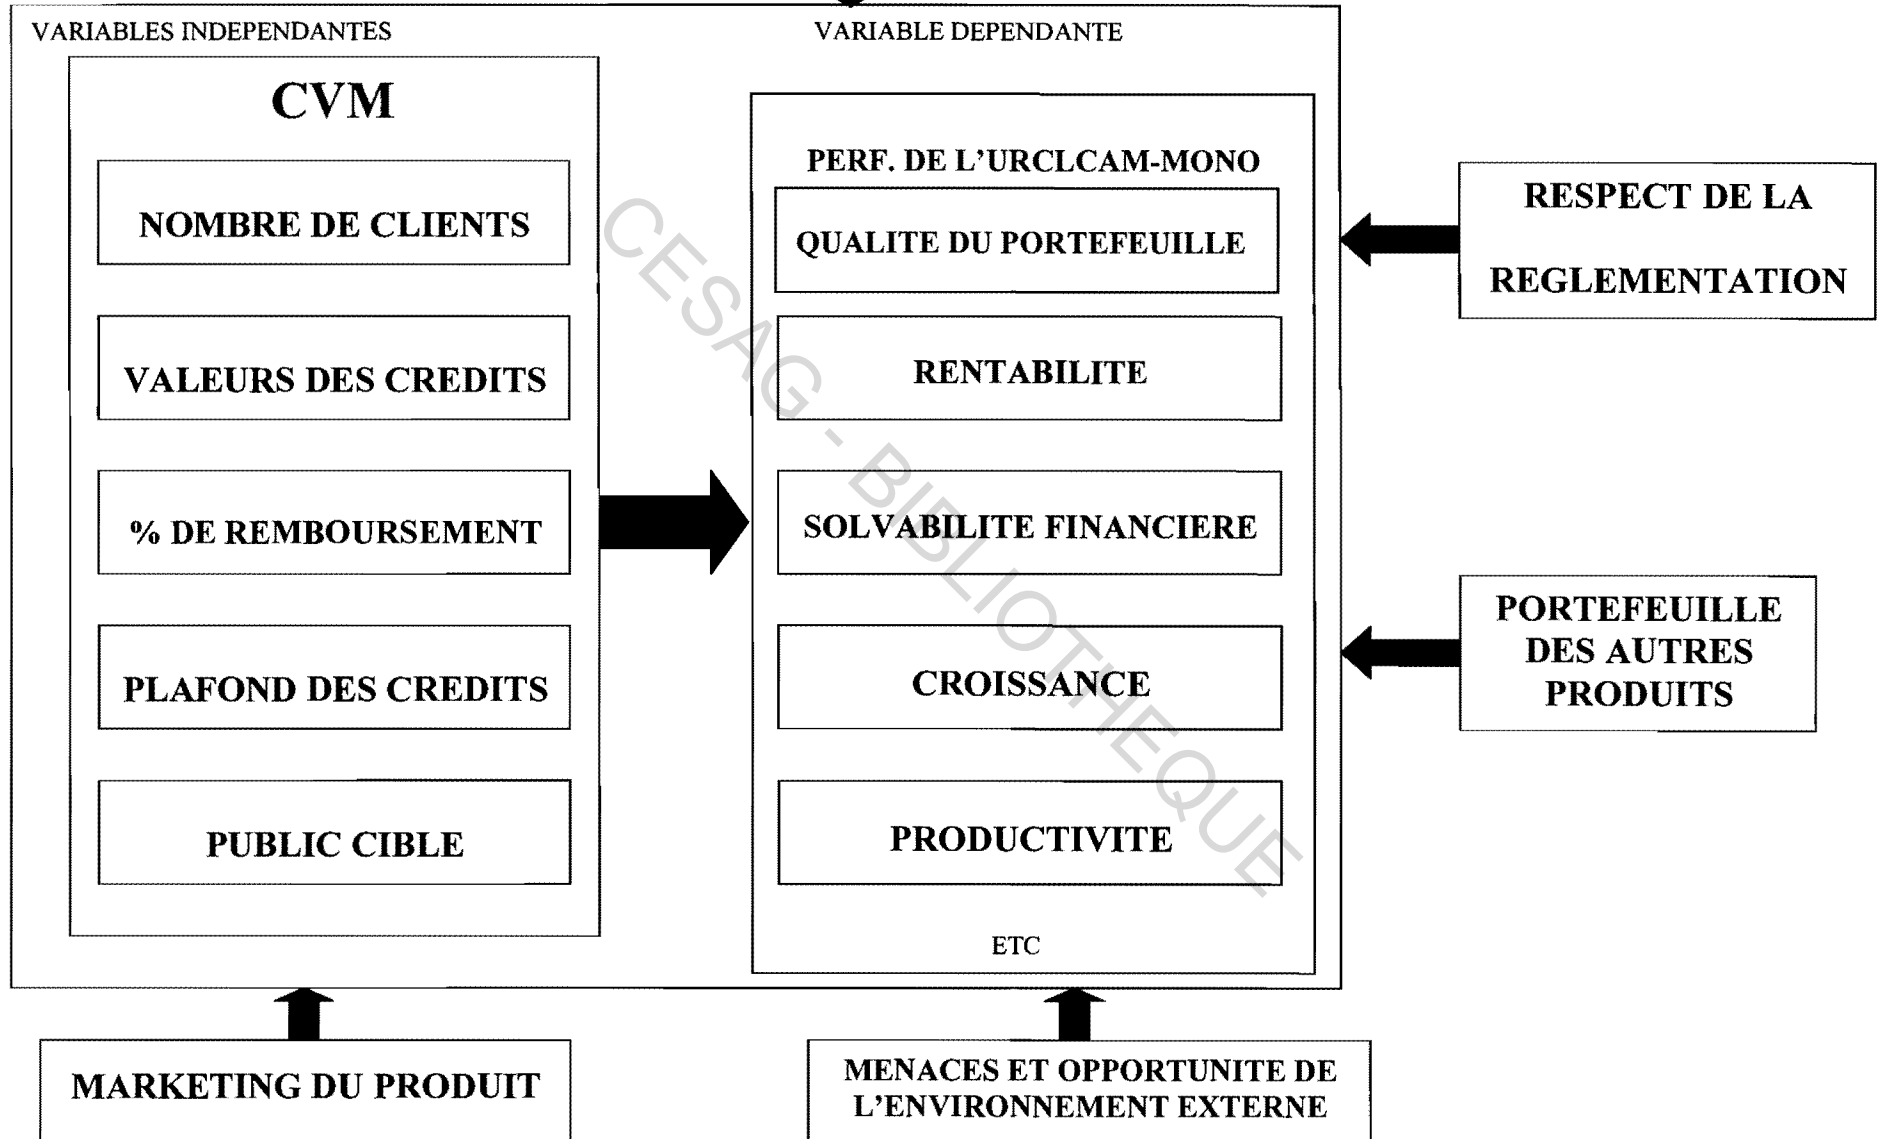 VARIABLES INDEPENDANTES
VARIABLE DEPENDANTE
CVM
NOMBRE DE CLIENTS
VALEURS DES CREDITS
% DE REMBOURSEMENT
PLAFOND DES CREDITS
PUBLIC CIBLE
PERF. DE L'URCLCAM-MONO
QUALITE DU PORTEFEUILLE
RENTABILITE
SOLVABILITE FINANCIERE
CROISSANCE
PRODUCTIVITE
ETC
RESPECT DE LA
REGLEMENTATION
PORTEFEUILLE
DES AUTRES
PRODUITS
MARKETING DU PRODUIT
MENACES ET OPPORTUNITE DE
L'ENVIRONNEMENT EXTERNE
CESAG - BIBLIOTHEQUE